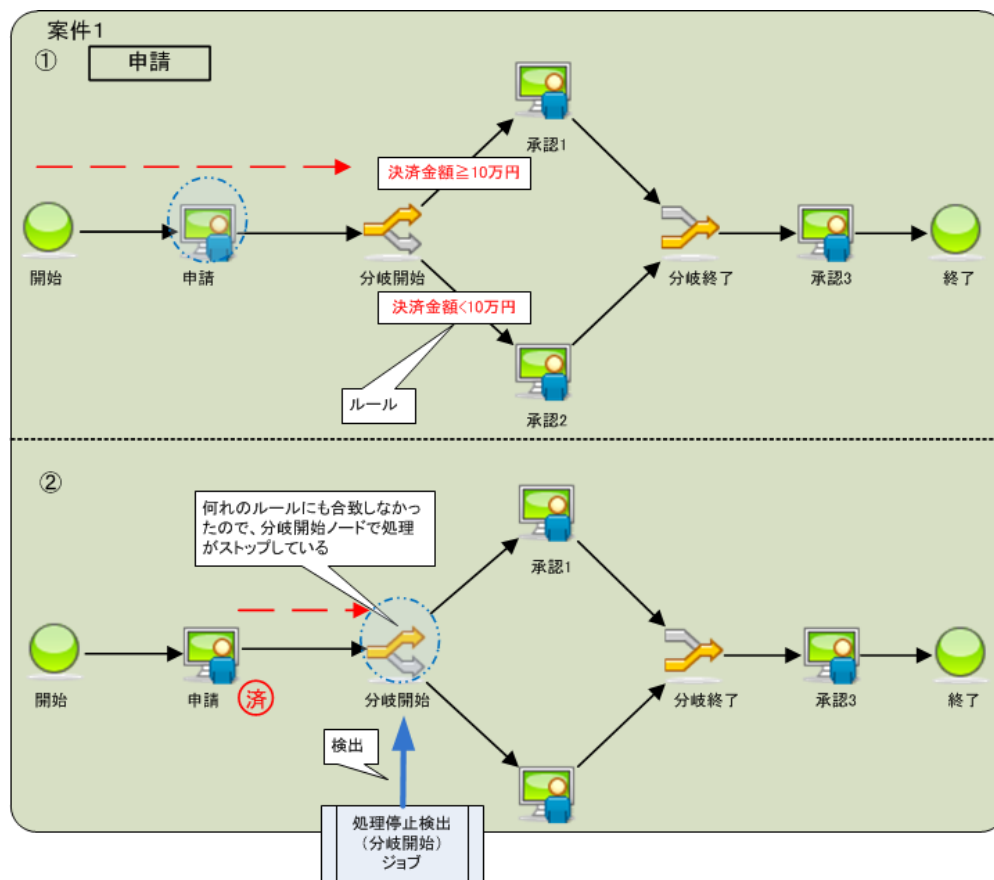 案件1
①
申請
承認1
決済金額≧10万円
開始
申請
分岐開始
分岐終了
承認3
終了
決済金額<10万円
ルール
承認2
②
何れのルールにも合致しなかっ
たので、分岐開始ノードで処理
がストップしている
承認1
開始
申請
済
分岐開始
分岐終了
承認3
終了
検出
処理停止検出
(分岐開始)
ジョブ